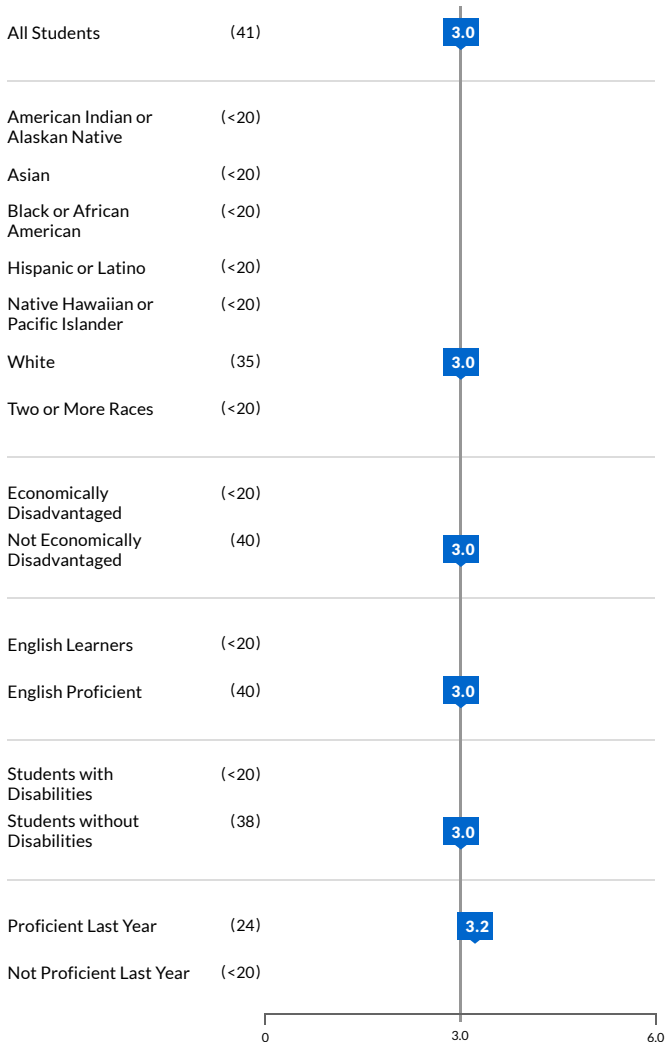 All Students (41) 3.0
American Indian or (<20)
Alaskan Native
Asian (<20)
Black or African (<20)
American
Hispanic or Latino (<20)
Native Hawaiian or (<20)
Pacific Islander
White (35) 3.0
Two or More Races (<20)
Economically (<20)
Disadvantaged
Not Economically (40) 3.0
Disadvantaged
English Learners (<20)
English Proficient (40) 3.0
Students with (<20)
Disabilities
Students without (38) 3.0
Disabilities
Proficient Last Year (24) 3.2
Not Proficient Last Year (<20)
0 3.0 6.0